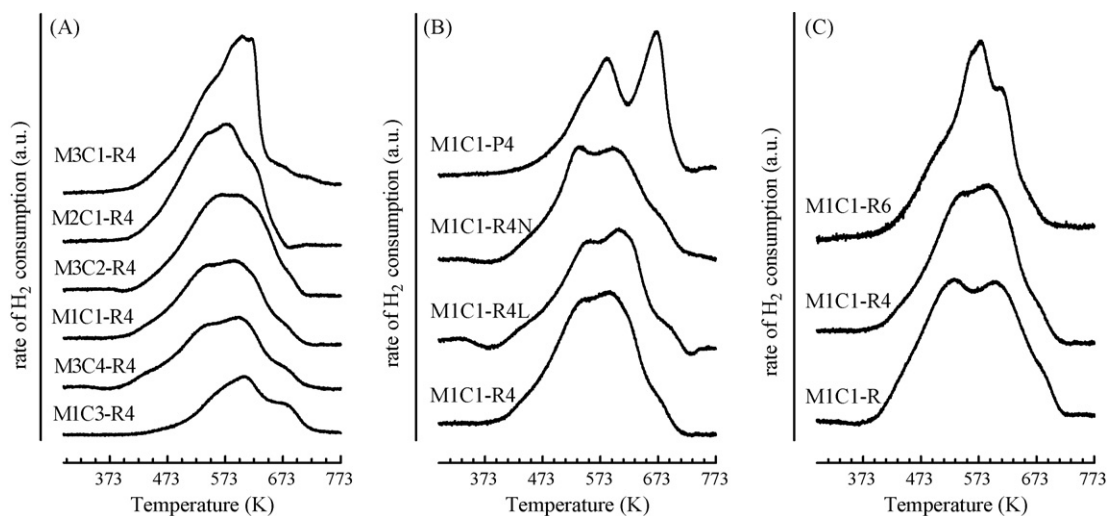 (A)
rate of H2 consumption (a.u.)
M3C1-R4
M2C1-R4
M3C2-R4
M1C1-R4
M3C4-R4
M1C3-R4
373 473 573 673 773
Temperature (K)
(B)
rate of H2 consumption (a.u.)
M1C1-P4
M1C1-R4N
M1C1-R4L
M1C1-R4
373 473 573 673 773
Temperature (K)
(C)
rate of H2 consumption (a.u.)
M1C1-R6
M1C1-R4
M1C1-R
373 473 573 673 773
Temperature (K)